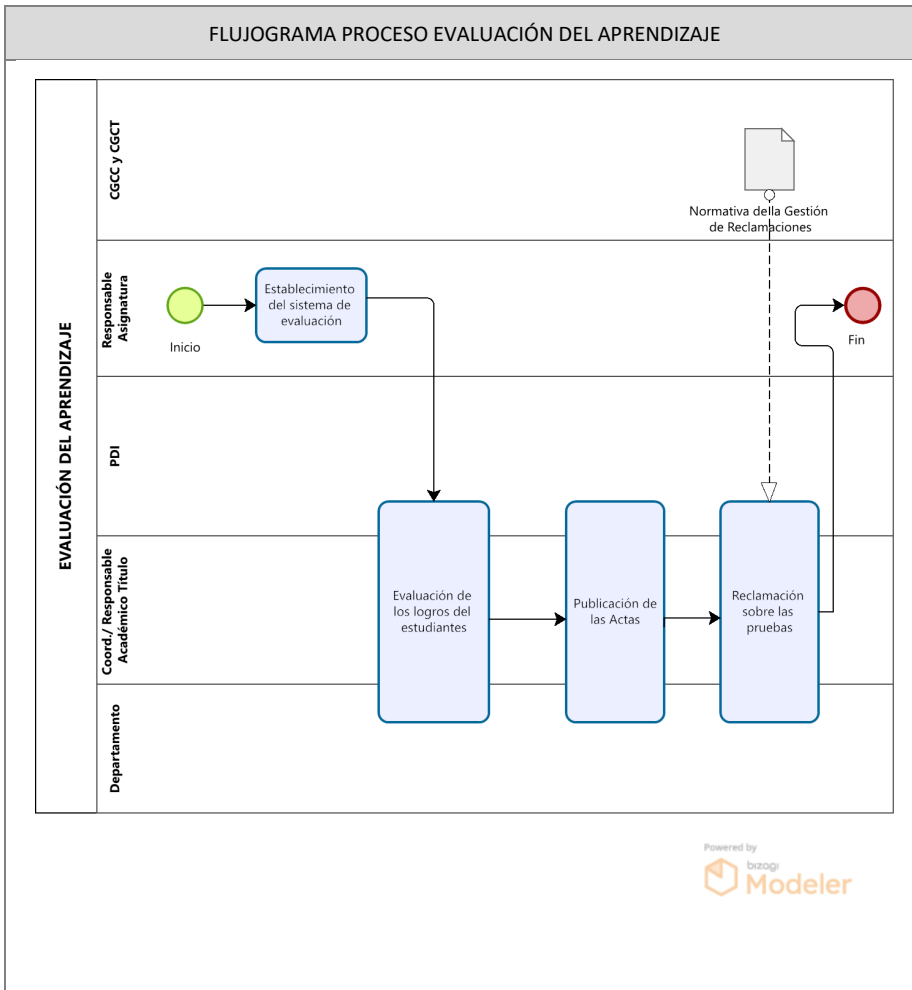 FLUJOGRAMA PROCESO EVALUACIÓN DEL APRENDIZAJE
EVALUACIÓN DEL APRENDIZAJE
CGCC y CGCT
Normativa de la Gestión
de Reclamaciones
Responsable
Asignatura
Inicio
Establecimiento
del sistema de
evaluación
Fin
PDI
Coord./ Responsable
Académico Título
Evaluación de
los logros del
estudiantes
Publicación de
las Actas
Reclamación
sobre las
pruebas
Departamento
Powered by
bizagi
Modeler